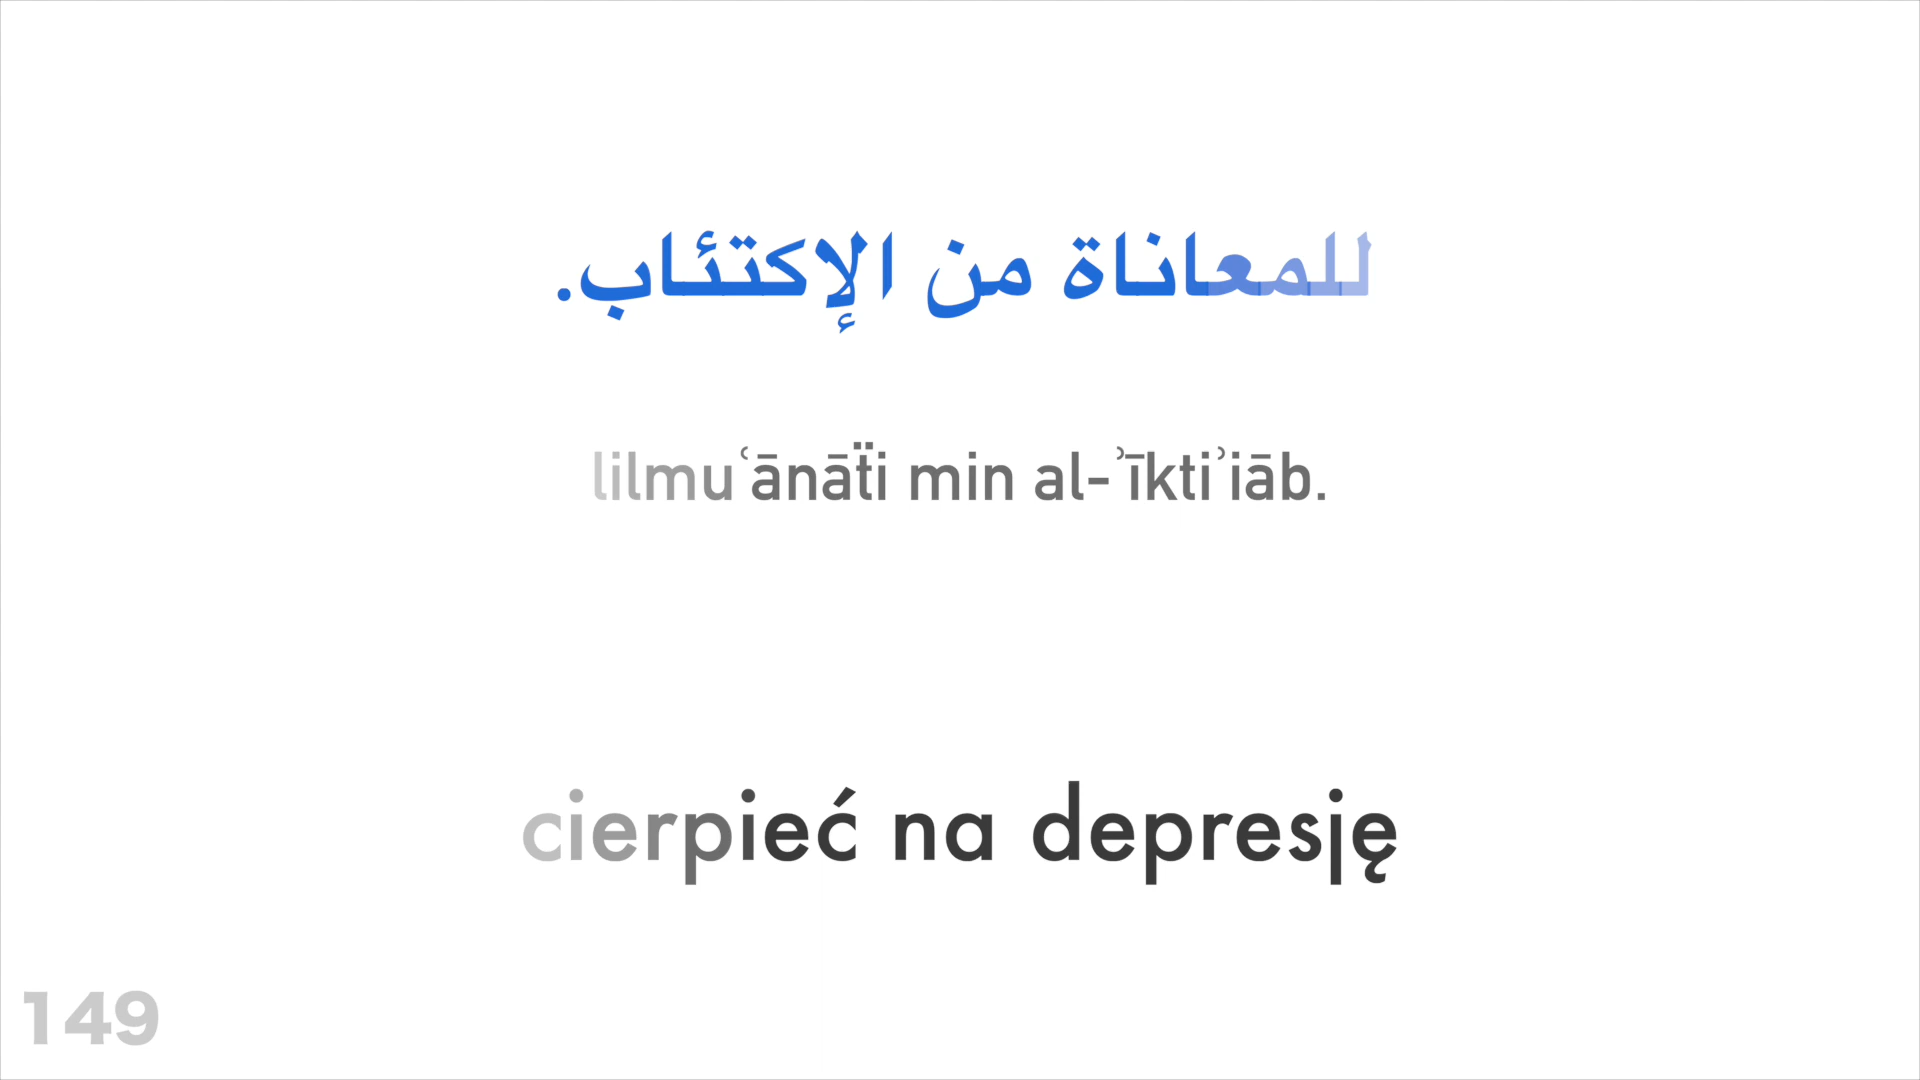 للمعاناة من الإكتئاب.
lilmuʿānāẗi min al-ʾīktiʾiāb.
cierpieć na depresję
149